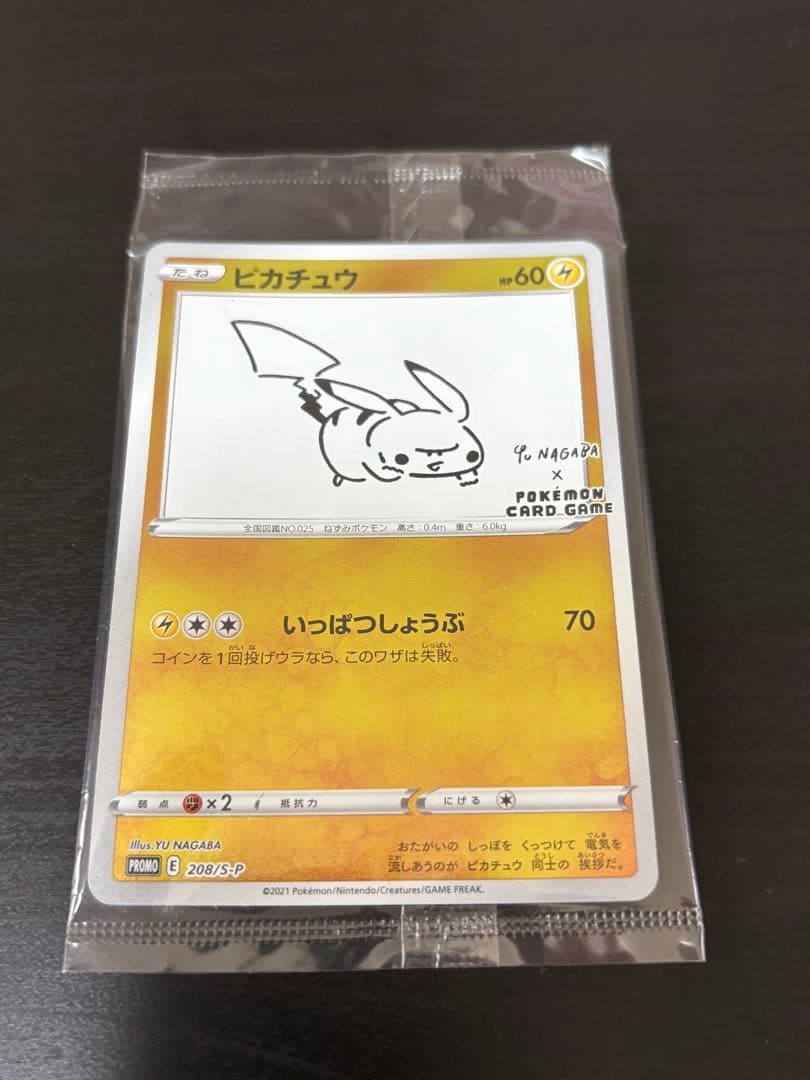 たね ピカチュウ HP60
YU NAGABA
×
POKÉMON
CARD GAME
全国図鑑NO.025 ねずみポケモン 高さ:0.4m 重さ:6.0kg
いっぱつしょうぶ 70
コインを1回投げウラなら、このワザは失敗。
弱点 ×2 抵抗力 にげる
Illus.YU NAGABA
おたがいの しっぽを くっつけて 電気を
流しあうのが ピカチュウ 同士の 挨拶だ。
PROMO E 208/S-P
©2021 Pokémon/Nintendo/Creatures/GAME FREAK.